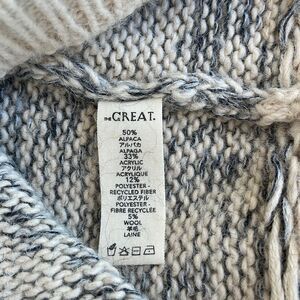 THE GREAT.
50%
ALPACA
アルパカ
ALPAGA
33%
ACRYLIC
アクリル
ACRYLIQUE
12%
POLYESTER -
RECYCLED FIBER
ポリエステル
POLYESTER -
FIBRE RECYCLEE
5%
WOOL
羊毛
LAINE